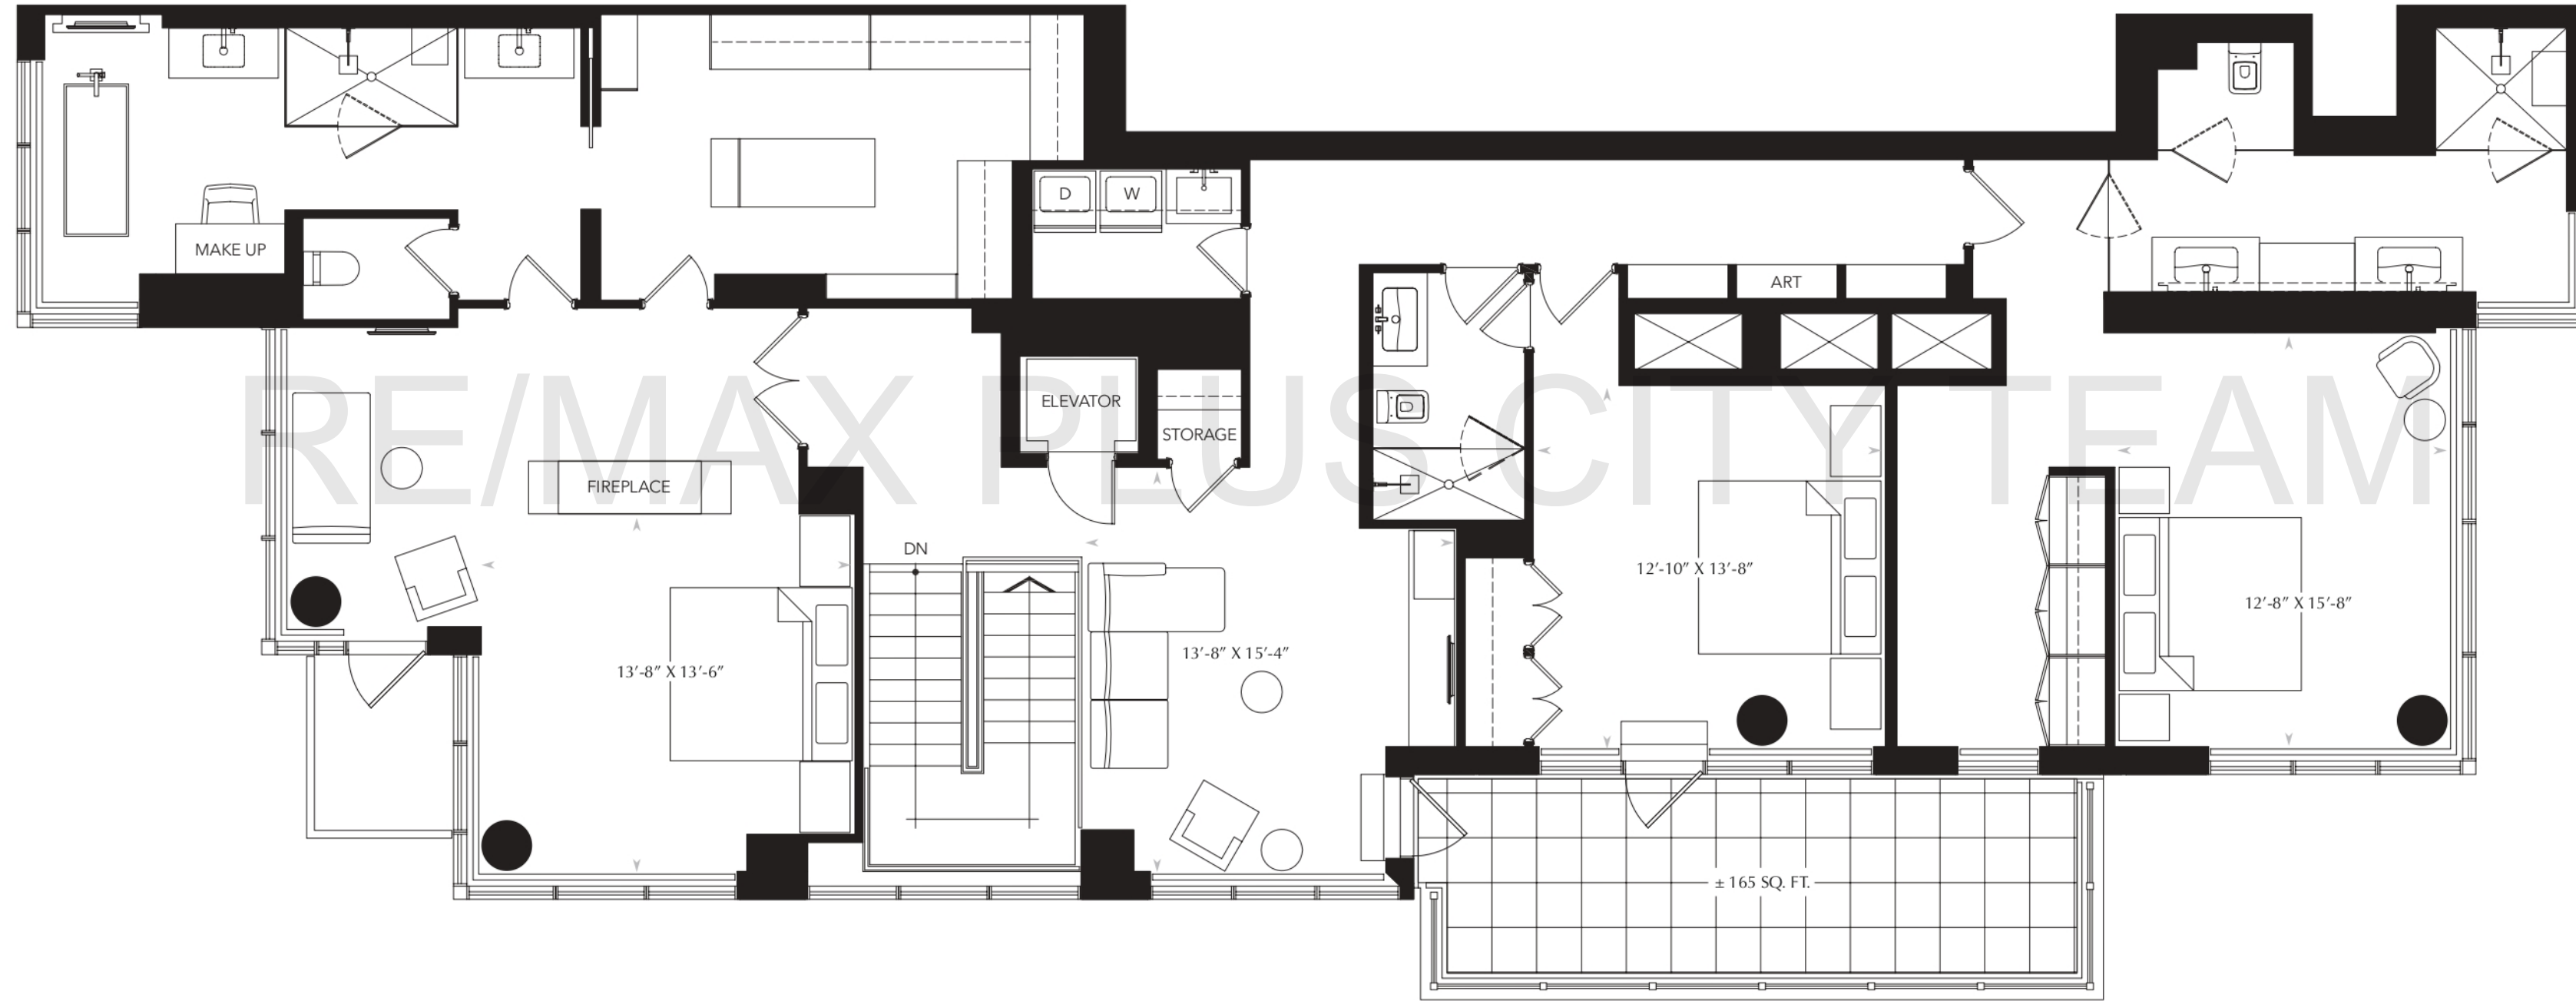 D
W
MAKE UP
ART
ELEVATOR
STORAGE
RE/MAX PLUS CITY TEAM
FIREPLACE
DN
12'-10" X 13'-8"
12'-8" X 15'-8"
13'-8" X 15'-4"
13'-8" X 13'-6"
± 165 SQ. FT.